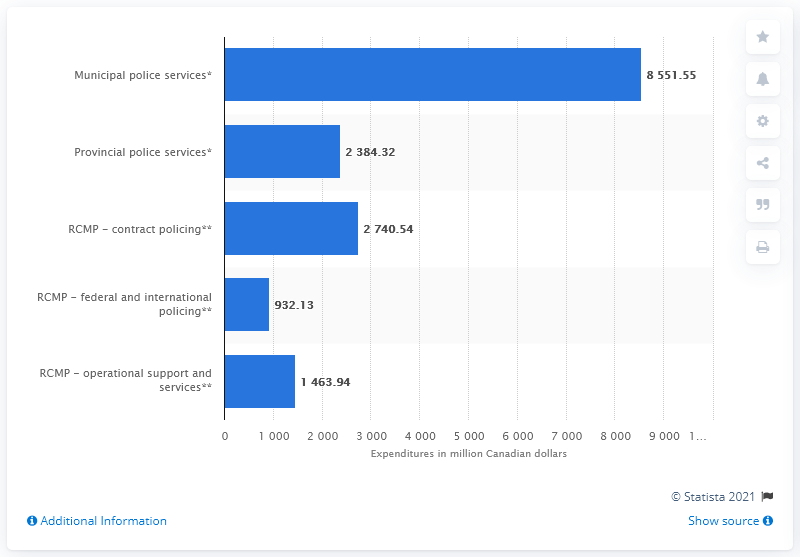 Municipal police services*
8 551.55
Provincial police services*
2 384.32
RCMP – contract policing**
2 740.54
RCMP – federal and international
policing**
932.13
RCMP – operational support and
services**
1 463.94
0 1 000 2 000 3 000 4 000 5 000 6 000 7 000 8 000 9 000 1...
Expenditures in million Canadian dollars
© Statista 2021
Additional Information
Show source